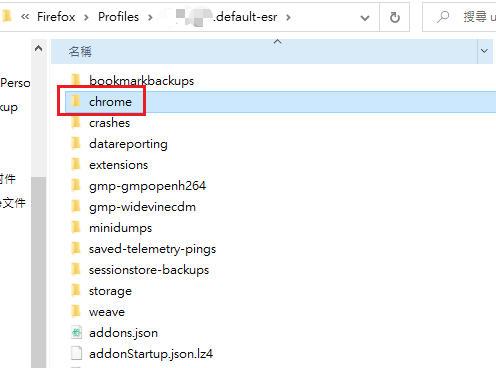 « Firefox › Profiles › .default-esr ›
搜尋 u
名稱
Perso
kup
bookmarkbackups
chrome
crashes
datareporting
extensions
gmp-gmpopenh264
gmp-widevinecdm
minidumps
saved-telemetry-pings
sessionstore-backups
storage
weave
addons.json
addonStartup.json.lz4
附件
e文件